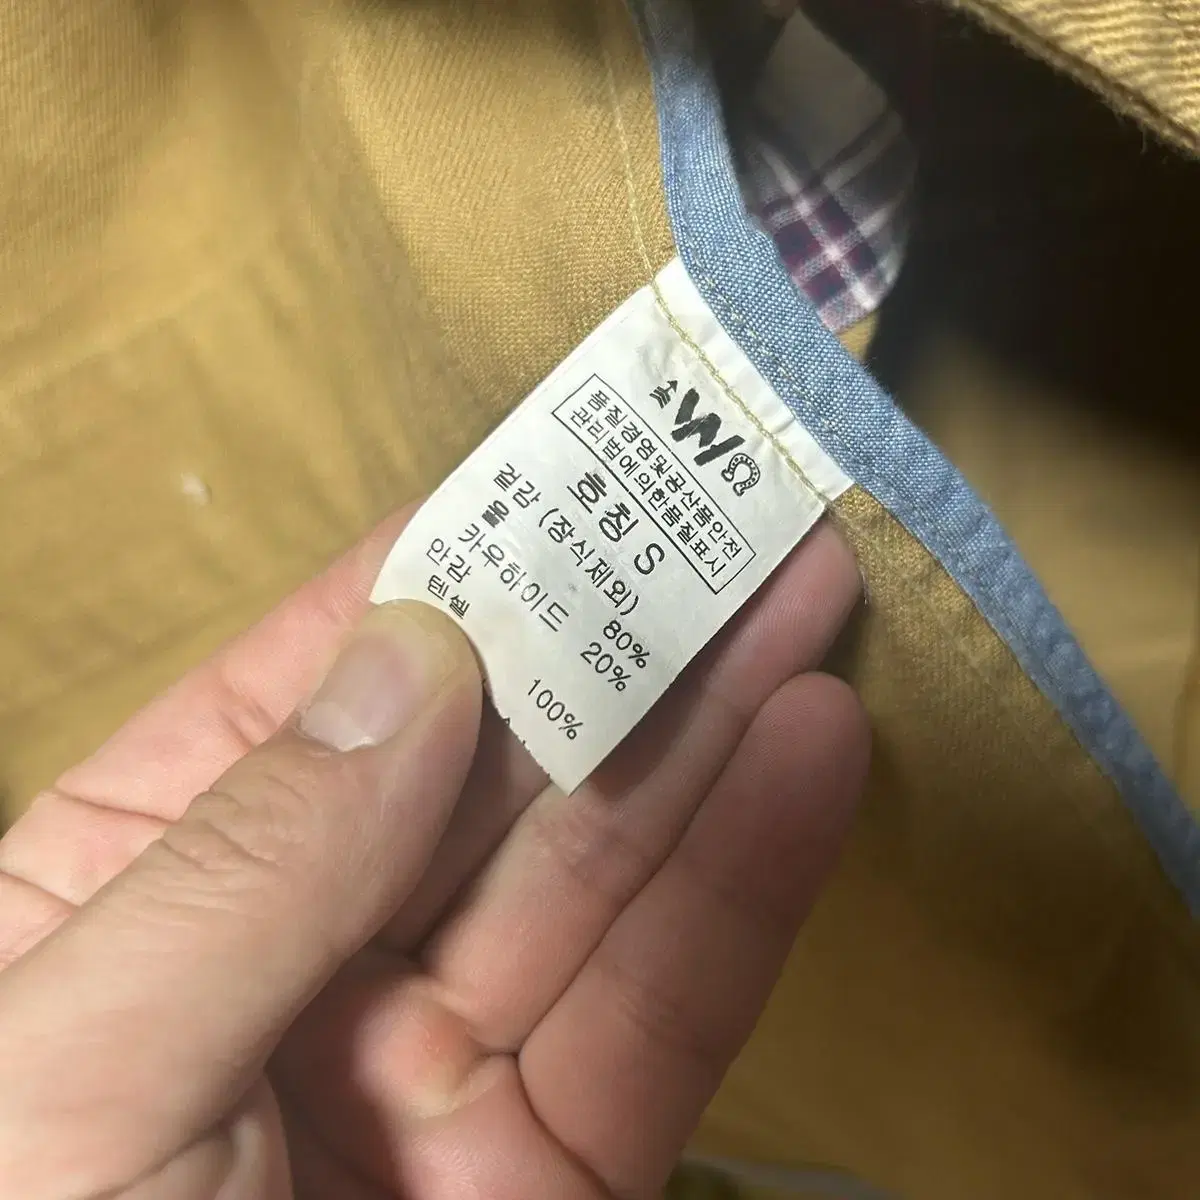 W
품질경영및공산품안전
관리법에의한품질표시
호칭 S
겉감 (장식제외)
울 80%
카우하이드 20%
안감
텐셀 100%